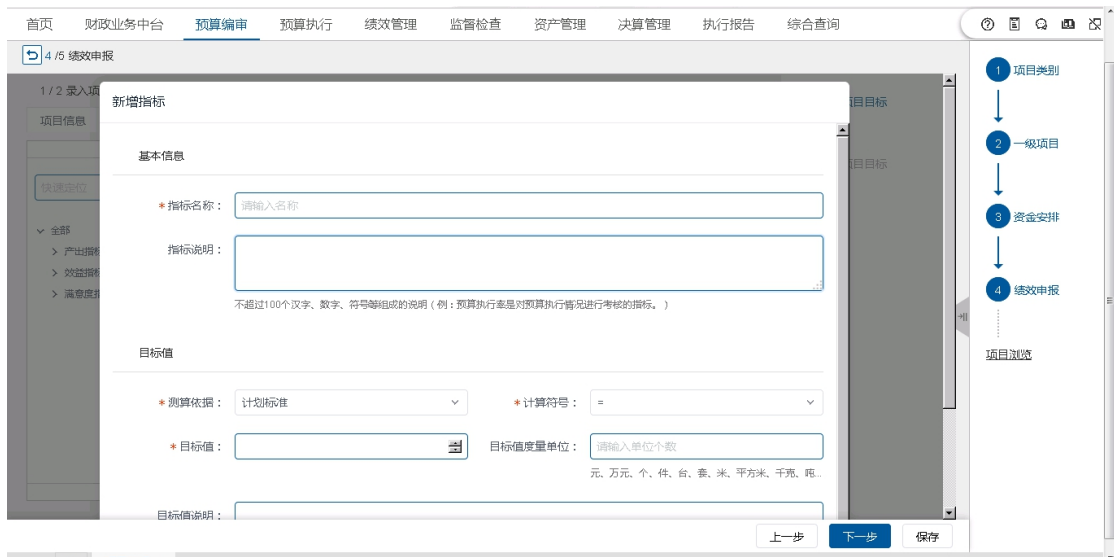 首页 财政业务中台 预算编审 预算执行 绩效管理 监督检查 资产管理 决算管理 执行报告 综合查询
4 /5 绩效申报
1 / 2 录入项
项目信息
快速定位
全部
产出指标
效益指标
满意度指
项目目标
项目目标
新增指标
基本信息
*指标名称： 请输入名称
指标说明：
不超过100个汉字、数字、符号等组成的说明（例：预算执行率是对预算执行情况进行考核的指标。）
目标值
*测算依据： 计划标准 *计算符号： =
*目标值： 目标值度量单位： 请输入单位个数
元、万元、个、件、台、套、米、平方米、千克、吨...
目标值说明：
上一步 下一步 保存
1 项目类别
2 一级项目
3 资金安排
4 绩效申报
项目浏览